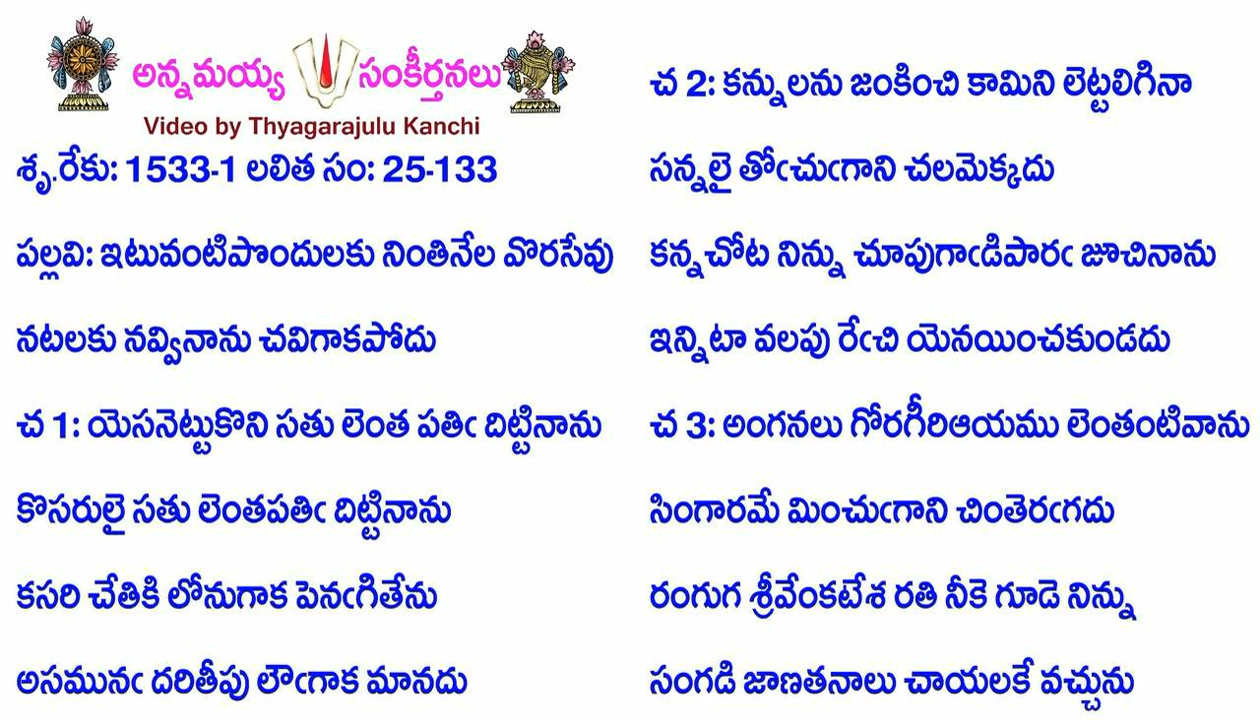 అన్నమయ్య సంకీర్తనలు
Video by Thyagarajulu Kanchi
శృ.రేకు: 1533-1 లలిత సం: 25-133
పల్లవి: ఇటువంటిపొందులకు నింతినేల వొరసేవు
నటలకు నవ్వినాను చవిగాకపోదు
చ 1: యెసనెట్టుకొని సతు లెంత పతిఁ దిట్టినాను
కొసరులై సతు లెంతపతిఁ దిట్టినాను
కసరి చేతికి లోనుగాక పెనఁగితేను
అసమునఁ దరితీపు లౌఁగాక మానదు
చ 2: కన్నులను జంకించి కామిని లెట్టలిగినా
సన్నలై తోఁచుఁగాని చలమెక్కదు
కన్నచోట నిన్ను చూపుగాఁడిపారఁ జూచినాను
ఇన్నిటా వలపు రేఁచి యెనయించకుండదు
చ 3: అంగనలు గోరగీరిఆయము లెంతంటివాను
సింగారమే మించుఁగాని చింతెరఁగదు
రంగుగ శ్రీవేంకటేశ రతి నీకె గూడె నిన్ను
సంగడి జాణతనాలు చాయలకే వచ్చును